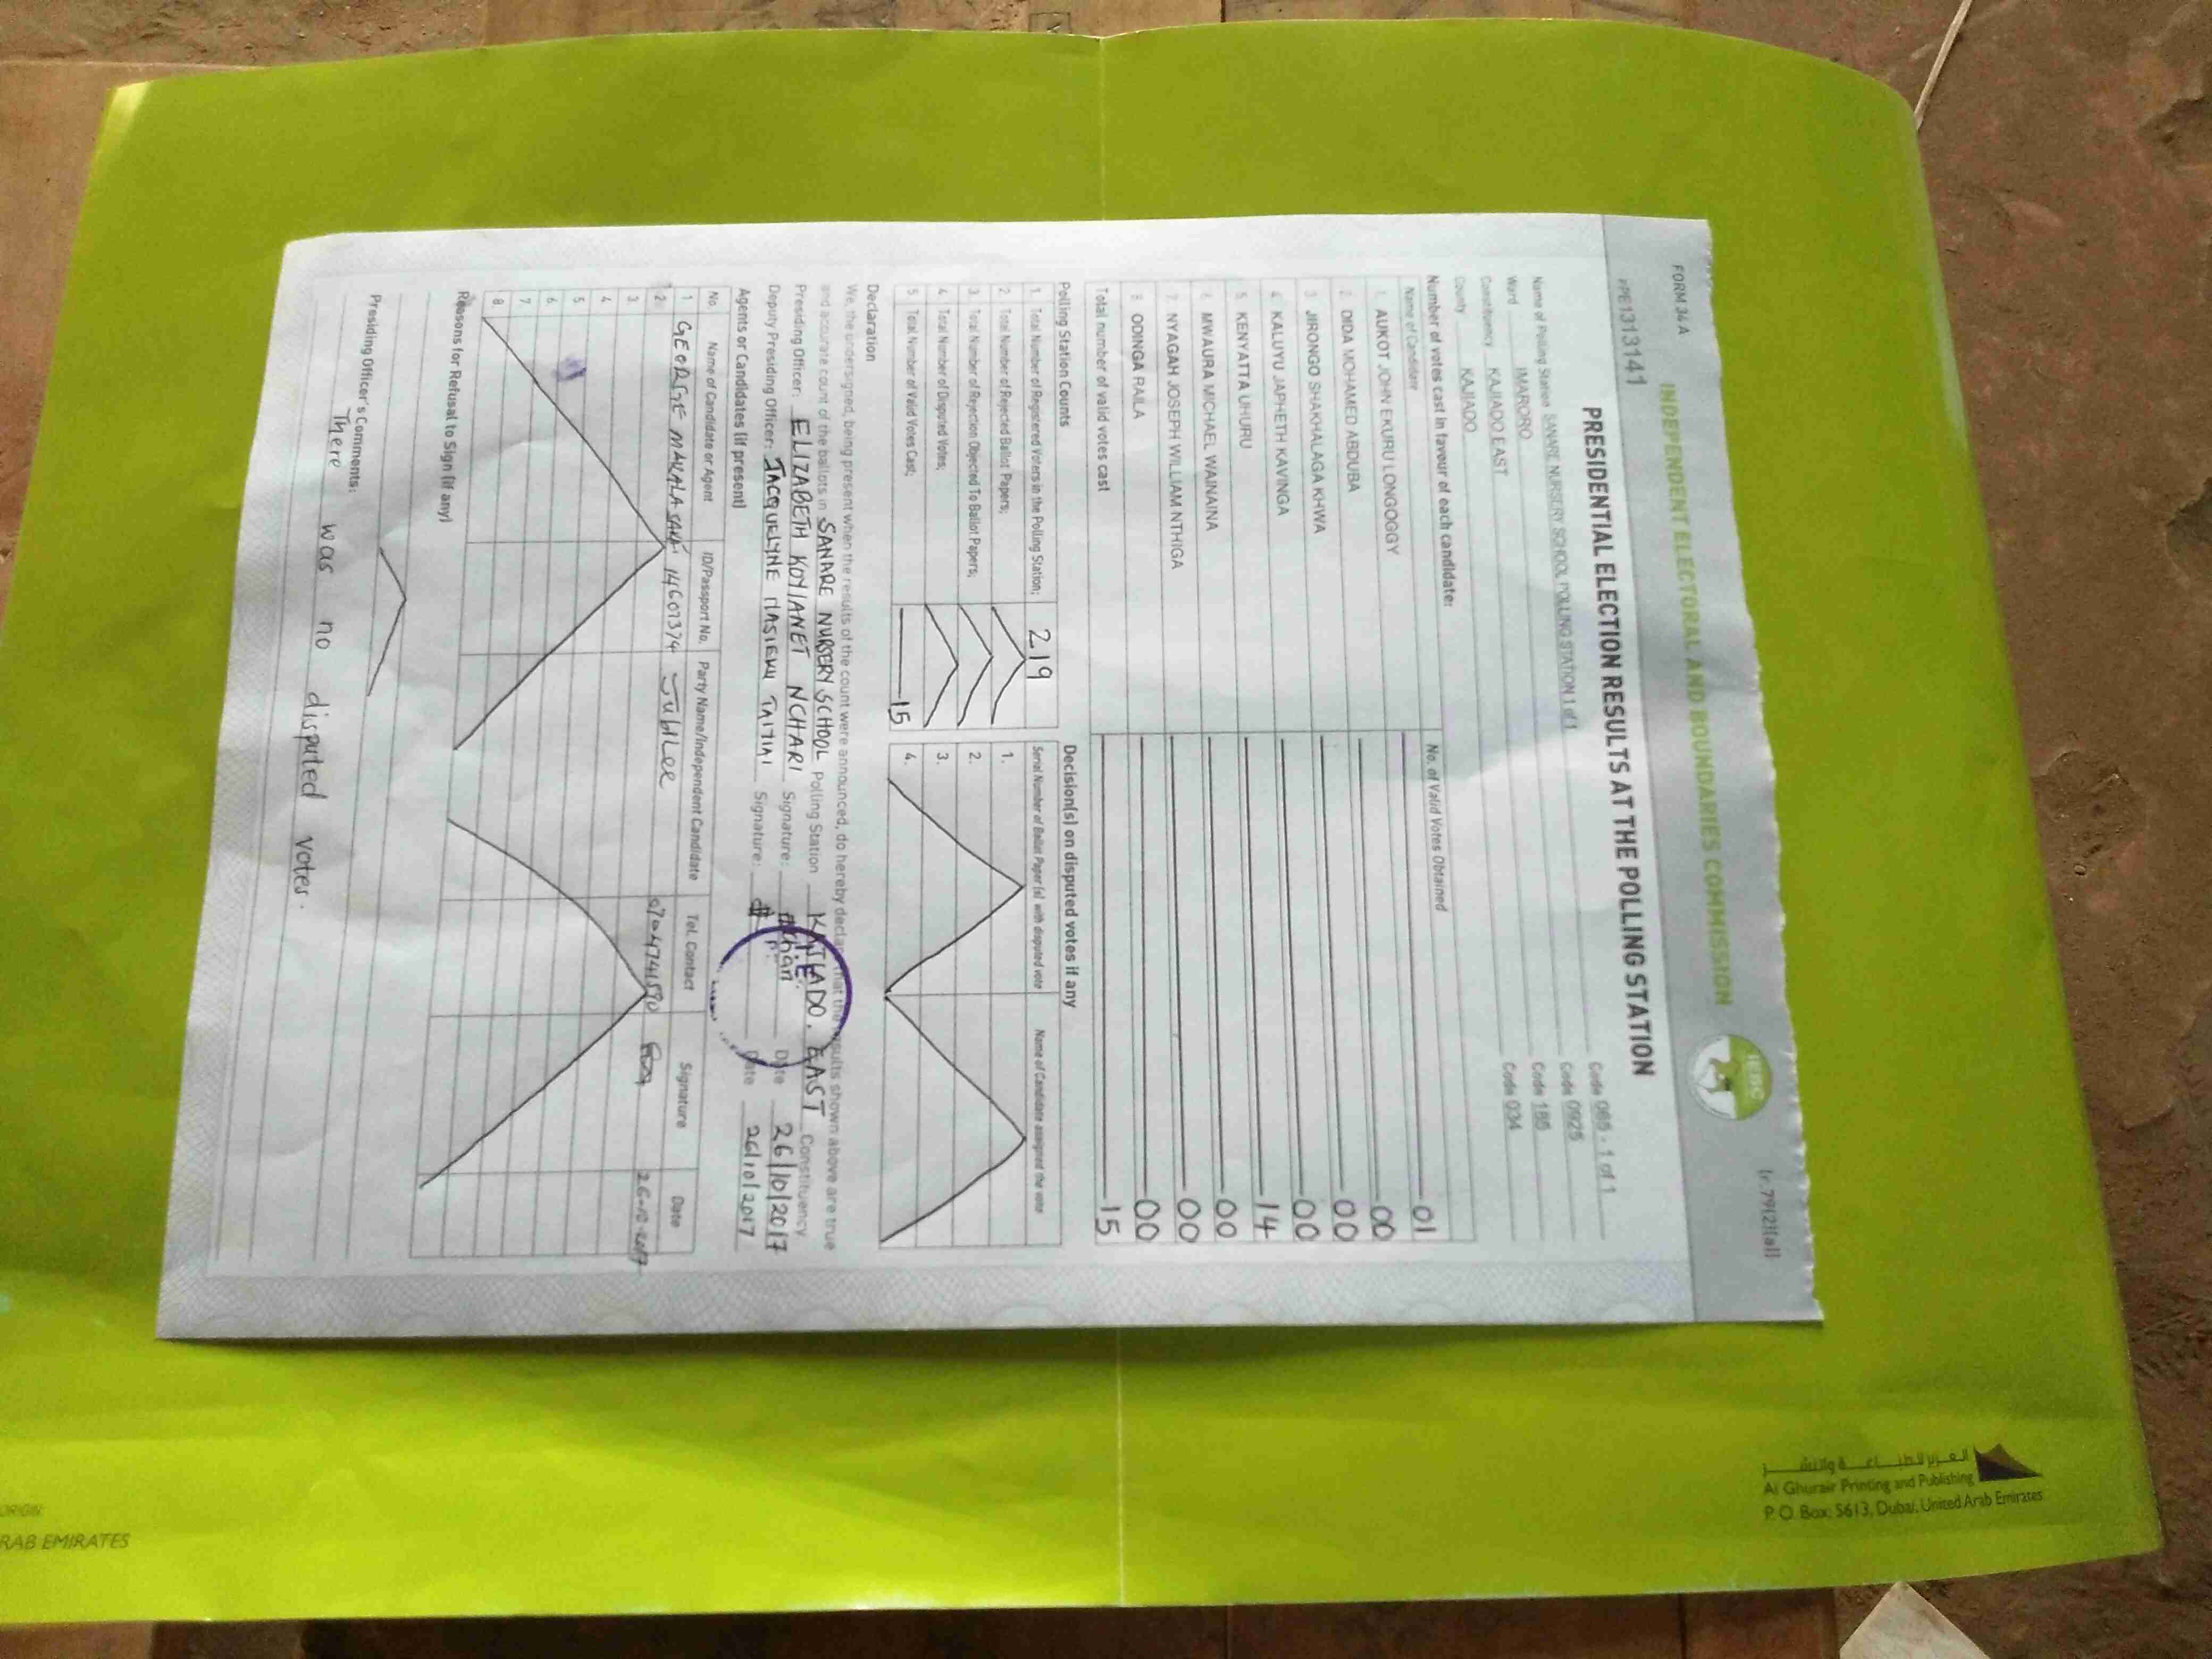 FORM 34 A
[r.79(2)(a)]
INDEPENDENT ELECTORAL AND BOUNDARIES COMMISSION
IEBC
#PE1313141
PRESIDENTIAL ELECTION RESULTS AT THE POLLING STATION
Name of Polling Station SANARE NURSERY SCHOOL POLLING STATION 1 of 1 Code 085 - 1 of 1
Ward IMARORO Code 0925
Constituency KAJIADO EAST Code 185
County KAJIADO Code 034
Number of votes cast in favour of each candidate:
Name of Candidate No. of Valid Votes Obtained
1. AUKOT JOHN EKURU LONGOGGY 01
2. DIDA MOHAMED ABDUBA 00
3. JIRONGO SHAKHALAGA KHWA 00
4. KALUYU JAPHETH KAVINGA 00
5. KENYATTA UHURU 14
6. MWAURA MICHAEL WAINAINA 00
7. NYAGAH JOSEPH WILLIAM NTHIGA 00
8. ODINGA RAILA 00
Total number of valid votes cast 15
Polling Station Counts
1. Total Number of Registered Voters in the Polling Station; 219
2. Total Number of Rejected Ballot Papers;
3. Total Number of Rejection Objected To Ballot Papers;
4. Total Number of Disputed Votes;
5. Total Number of Valid Votes Cast; 15
Decision(s) on disputed votes if any
Serial Number of Ballot Paper (s) with disputed vote Name of Candidate assigned the vote
1.
2.
3.
4.
Declaration
We, the undersigned, being present when the results of the count were announced, do hereby declare that the results shown above are true
and accurate count of the ballots in SANARE NURSERY SCHOOL Polling Station KAJIADO EAST Constituency
Presiding Officer: ELIZABETH KOYIANET NCHARI Signature: Date 26/10/2017
Deputy Presiding Officer: JACQUELYNE MASIEKU TAITIAI Signature: Date 26/10/2017
Agents or Candidates (if present)
No. Name of Candidate or Agent ID/Passport No. Party Name/Independent Candidate Tel. Contact Signature Date
1 GEORGE MAKALA 14607374 JubiLee 0704741590 26-10-2017
2
3
4
5
6
7
8
Reasons for Refusal to Sign (if any)
Presiding Officer's Comments:
There was no disputed votes.
Al Ghurair Printing and Publishing
P. O. Box: 5613, Dubai, United Arab Emirates
ORIGIN
RAB EMIRATES